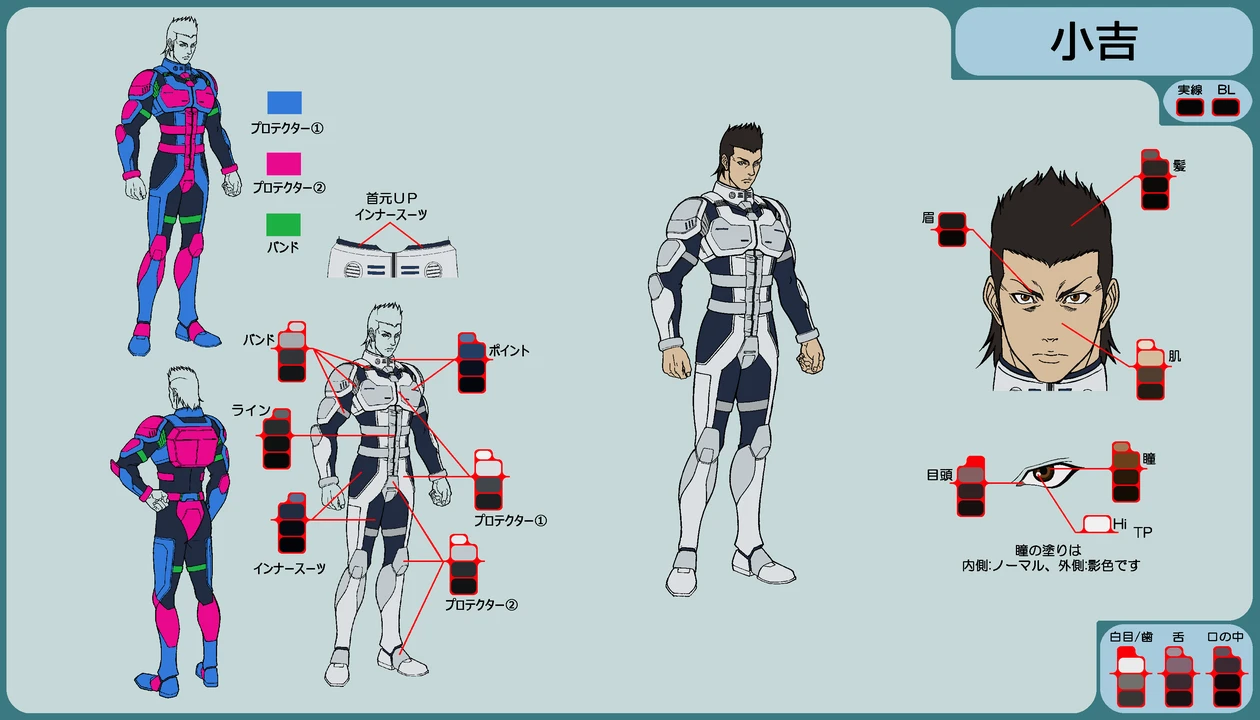 小吉
実線
BL
プロテクター①
プロテクター②
バンド
首元UP
インナースーツ
バンド
ポイント
ライン
プロテクター①
インナースーツ
プロテクター②
髪
眉
肌
目頭
瞳
Hi
TP
瞳の塗りは
内側:ノーマル、外側:影色です
白目/歯
舌
口の中